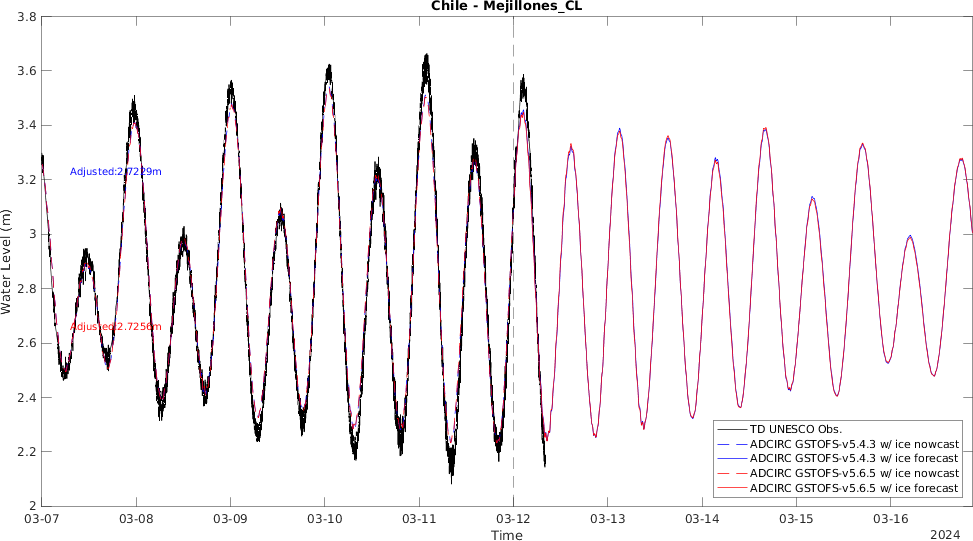 Chile - Mejillones_CL
3.8
3.6
3.4
3.2
3
2.8
2.6
2.4
2.2
2
Water Level (m)
Adjusted:2.7229m
Adjusted:2.7256m
TD UNESCO Obs.
ADCIRC GSTOFS-v5.4.3 w/ ice nowcast
ADCIRC GSTOFS-v5.4.3 w/ ice forecast
ADCIRC GSTOFS-v5.6.5 w/ ice nowcast
ADCIRC GSTOFS-v5.6.5 w/ ice forecast
03-07 03-08 03-09 03-10 03-11 03-12 03-13 03-14 03-15 03-16
Time
2024